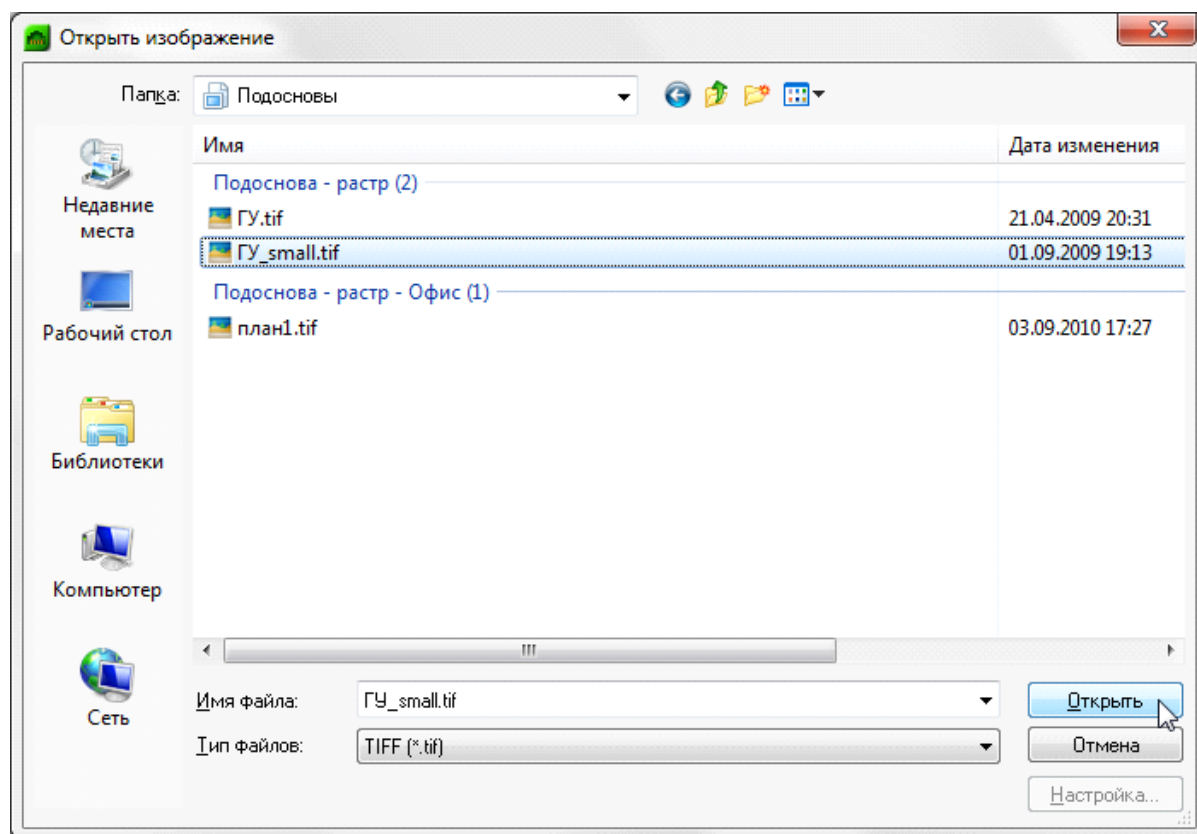 Открыть изображение
Папка: Подосновы
Имя Дата изменения
Подоснова - растр (2)
ГУ.tif 21.04.2009 20:31
ГУ_small.tif 01.09.2009 19:13
Подоснова - растр - Офис (1)
план1.tif 03.09.2010 17:27
Недавние
места
Рабочий стол
Библиотеки
Компьютер
Сеть
Имя файла: ГУ_small.tif Открыть
Тип файлов: TIFF (*.tif) Отмена
Настройка...